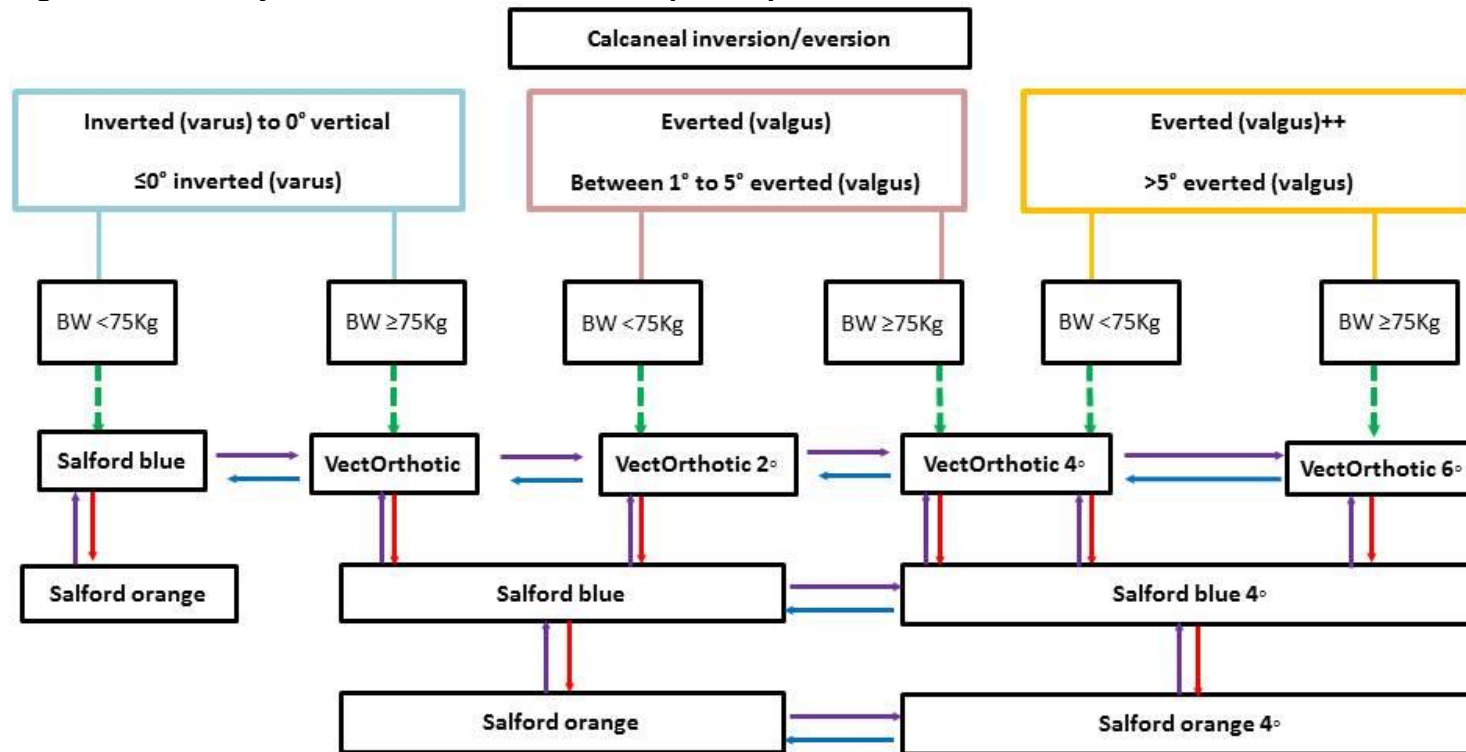 Calcaneal inversion/eversion
Inverted (varus) to 0° vertical
≤0° inverted (varus)
Everted (valgus)
Between 1° to 5° everted (valgus)
Everted (valgus)++
>5° everted (valgus)
BW <75Kg
BW ≥75Kg
BW <75Kg
BW ≥75Kg
BW <75Kg
BW ≥75Kg
Salford blue
VectOrthotic
VectOrthotic 2°
VectOrthotic 4°
VectOrthotic 6°
Salford orange
Salford blue
Salford blue 4°
Salford orange
Salford orange 4°